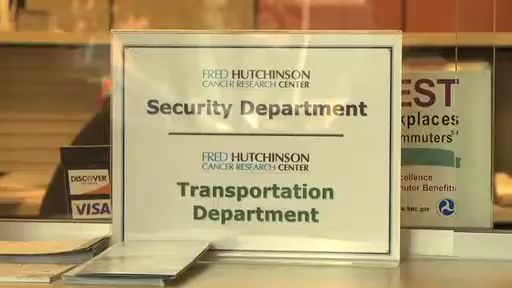 FRED HUTCHINSON
CANCER RESEARCH CENTER
Security Department
FRED HUTCHINSON
CANCER RESEARCH CENTER
Transportation
Department
DISCOVER
VISA
EST
kplaces
mmuters
cellence
uter Benefits